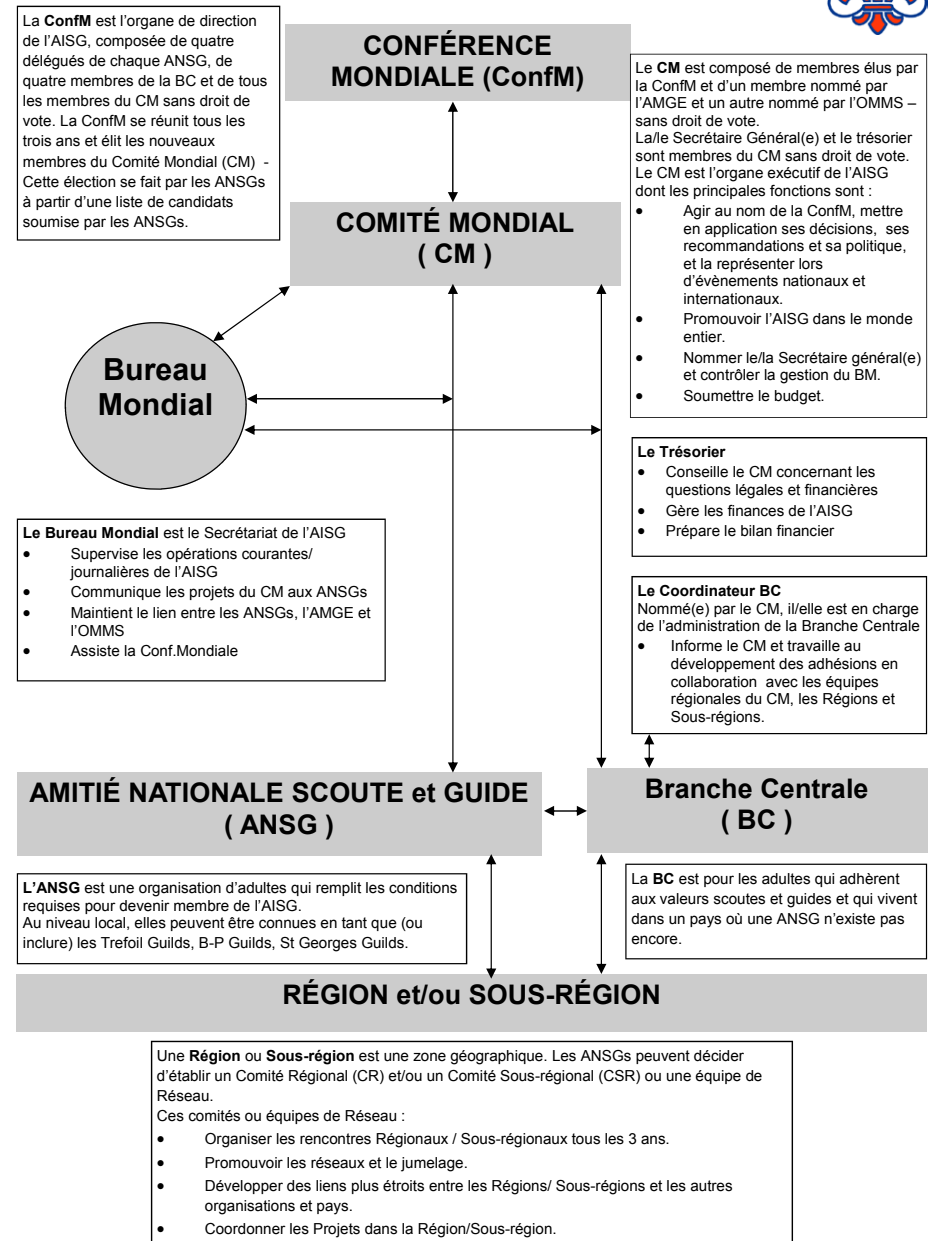 La ConfM est l'organe de direction
de l'AISG, composée de quatre
délégués de chaque ANSG, de
quatre membres de la BC et de tous
les membres du CM sans droit de
vote. La ConfM se réunit tous les
trois ans et élit les nouveaux
membres du Comité Mondial (CM) -
Cette élection se fait par les ANSGs
à partir d'une liste de candidats
soumise par les ANSGs.
CONFÉRENCE
MONDIALE (ConfM)
Le CM est composé de membres élus par
la ConfM et d'un membre nommé par
l'AMGE et un autre nommé par l'OMMS –
sans droit de vote.
La/le Secrétaire Général(e) et le trésorier
sont membres du CM sans droit de vote.
Le CM est l'organe exécutif de l'AISG
dont les principales fonctions sont :
• Agir au nom de la ConfM, mettre
en application ses décisions, ses
recommandations et sa politique,
et la représenter lors
d'évènements nationaux et
internationaux.
• Promouvoir l'AISG dans le monde
entier.
• Nommer le/la Secrétaire général(e)
et contrôler la gestion du BM.
• Soumettre le budget.
COMITÉ MONDIAL
( CM )
Bureau
Mondial
Le Trésorier
• Conseille le CM concernant les
questions légales et financières
• Gère les finances de l'AISG
• Prépare le bilan financier
Le Bureau Mondial est le Secrétariat de l'AISG
• Supervise les opérations courantes/
journalières de l'AISG
• Communique les projets du CM aux ANSGs
• Maintient le lien entre les ANSGs, l'AMGE et
l'OMMS
• Assiste la Conf.Mondiale
Le Coordinateur BC
Nommé(e) par le CM, il/elle est en charge
de l'administration de la Branche Centrale
• Informe le CM et travaille au
développement des adhésions en
collaboration avec les équipes
régionales du CM, les Régions et
Sous-régions.
AMITIÉ NATIONALE SCOUTE et GUIDE
( ANSG )
Branche Centrale
( BC )
L'ANSG est une organisation d'adultes qui remplit les conditions
requises pour devenir membre de l'AISG.
Au niveau local, elles peuvent être connues en tant que (ou
inclure) les Trefoil Guilds, B-P Guilds, St Georges Guilds.
La BC est pour les adultes qui adhèrent
aux valeurs scoutes et guides et qui vivent
dans un pays où une ANSG n'existe pas
encore.
RÉGION et/ou SOUS-RÉGION
Une Région ou Sous-région est une zone géographique. Les ANSGs peuvent décider
d'établir un Comité Régional (CR) et/ou un Comité Sous-régional (CSR) ou une équipe de
Réseau.
Ces comités ou équipes de Réseau :
• Organiser les rencontres Régionaux / Sous-régionaux tous les 3 ans.
• Promouvoir les réseaux et le jumelage.
• Développer des liens plus étroits entre les Régions/ Sous-régions et les autres
organisations et pays.
• Coordonner les Projets dans la Région/Sous-région.